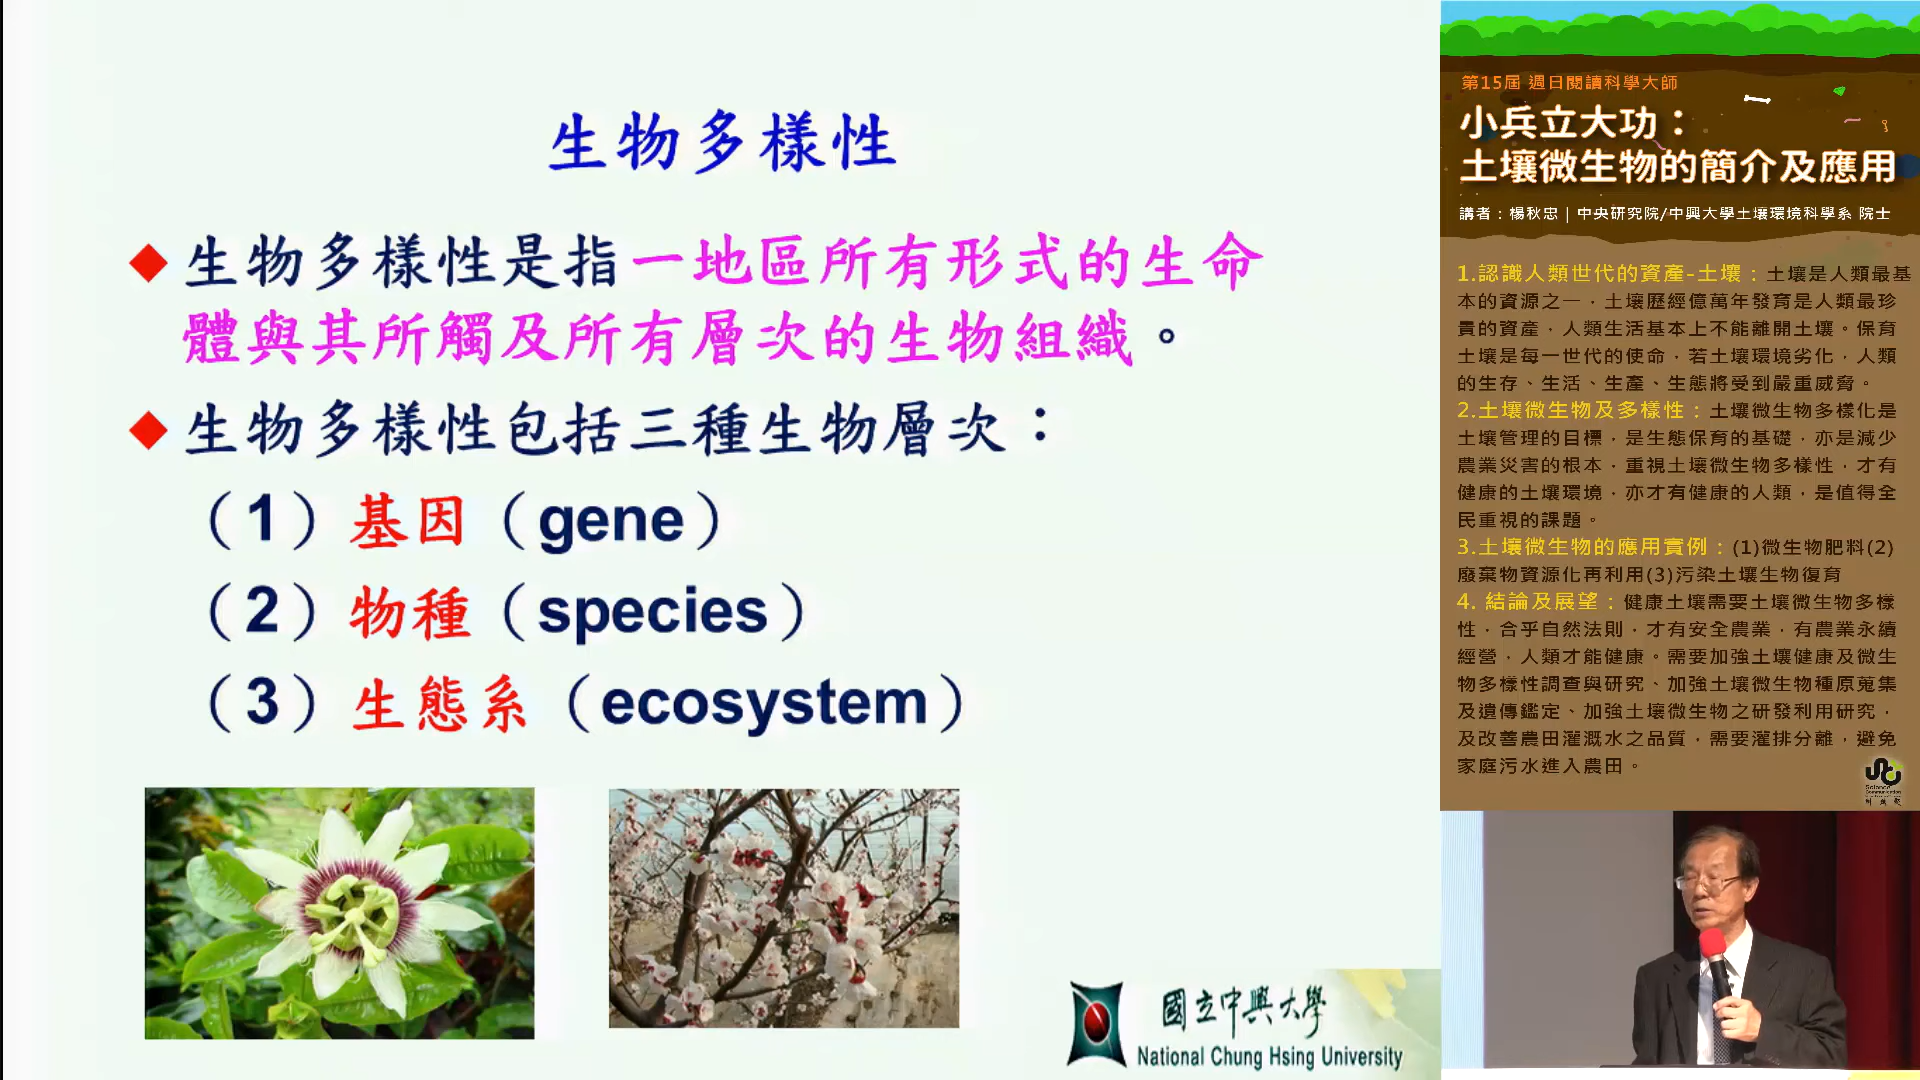 生物多樣性
生物多樣性是指一地區所有形式的生命
體與其所觸及所有層次的生物組織。
生物多樣性包括三種生物層次：
（1）基因（gene）
（2）物種（species）
（3）生態系（ecosystem）
國立中興大學
National Chung Hsing University
第15屆 週日閱讀科學大師
小兵立大功：
土壤微生物的簡介及應用
講者：楊秋忠｜中央研究院/中興大學土壤環境科學系 院士
1.認識人類世代的資產-土壤：土壤是人類最基
本的資源之一，土壤歷經億萬年發育是人類最珍
貴的資產，人類生活基本上不能離開土壤。保育
土壤是每一世代的使命，若土壤環境劣化，人類
的生存、生活、生產、生態將受到嚴重威脅。
2.土壤微生物及多樣性：土壤微生物多樣化是
土壤管理的目標，是生態保育的基礎，亦是減少
農業災害的根本，重視土壤微生物多樣性，才有
健康的土壤環境，亦才有健康的人類，是值得全
民重視的課題。
3.土壤微生物的應用實例：(1)微生物肥料(2)
廢棄物資源化再利用(3)污染土壤生物復育
4. 結論及展望：健康土壤需要土壤微生物多樣
性，合乎自然法則，才有安全農業，有農業永續
經營，人類才能健康。需要加強土壤健康及微生
物多樣性調查與研究、加強土壤微生物種原蒐集
及遺傳鑑定、加強土壤微生物之研發利用研究，
及改善農田灌溉水之品質，需要灌排分離，避免
家庭污水進入農田。
Science
Communication